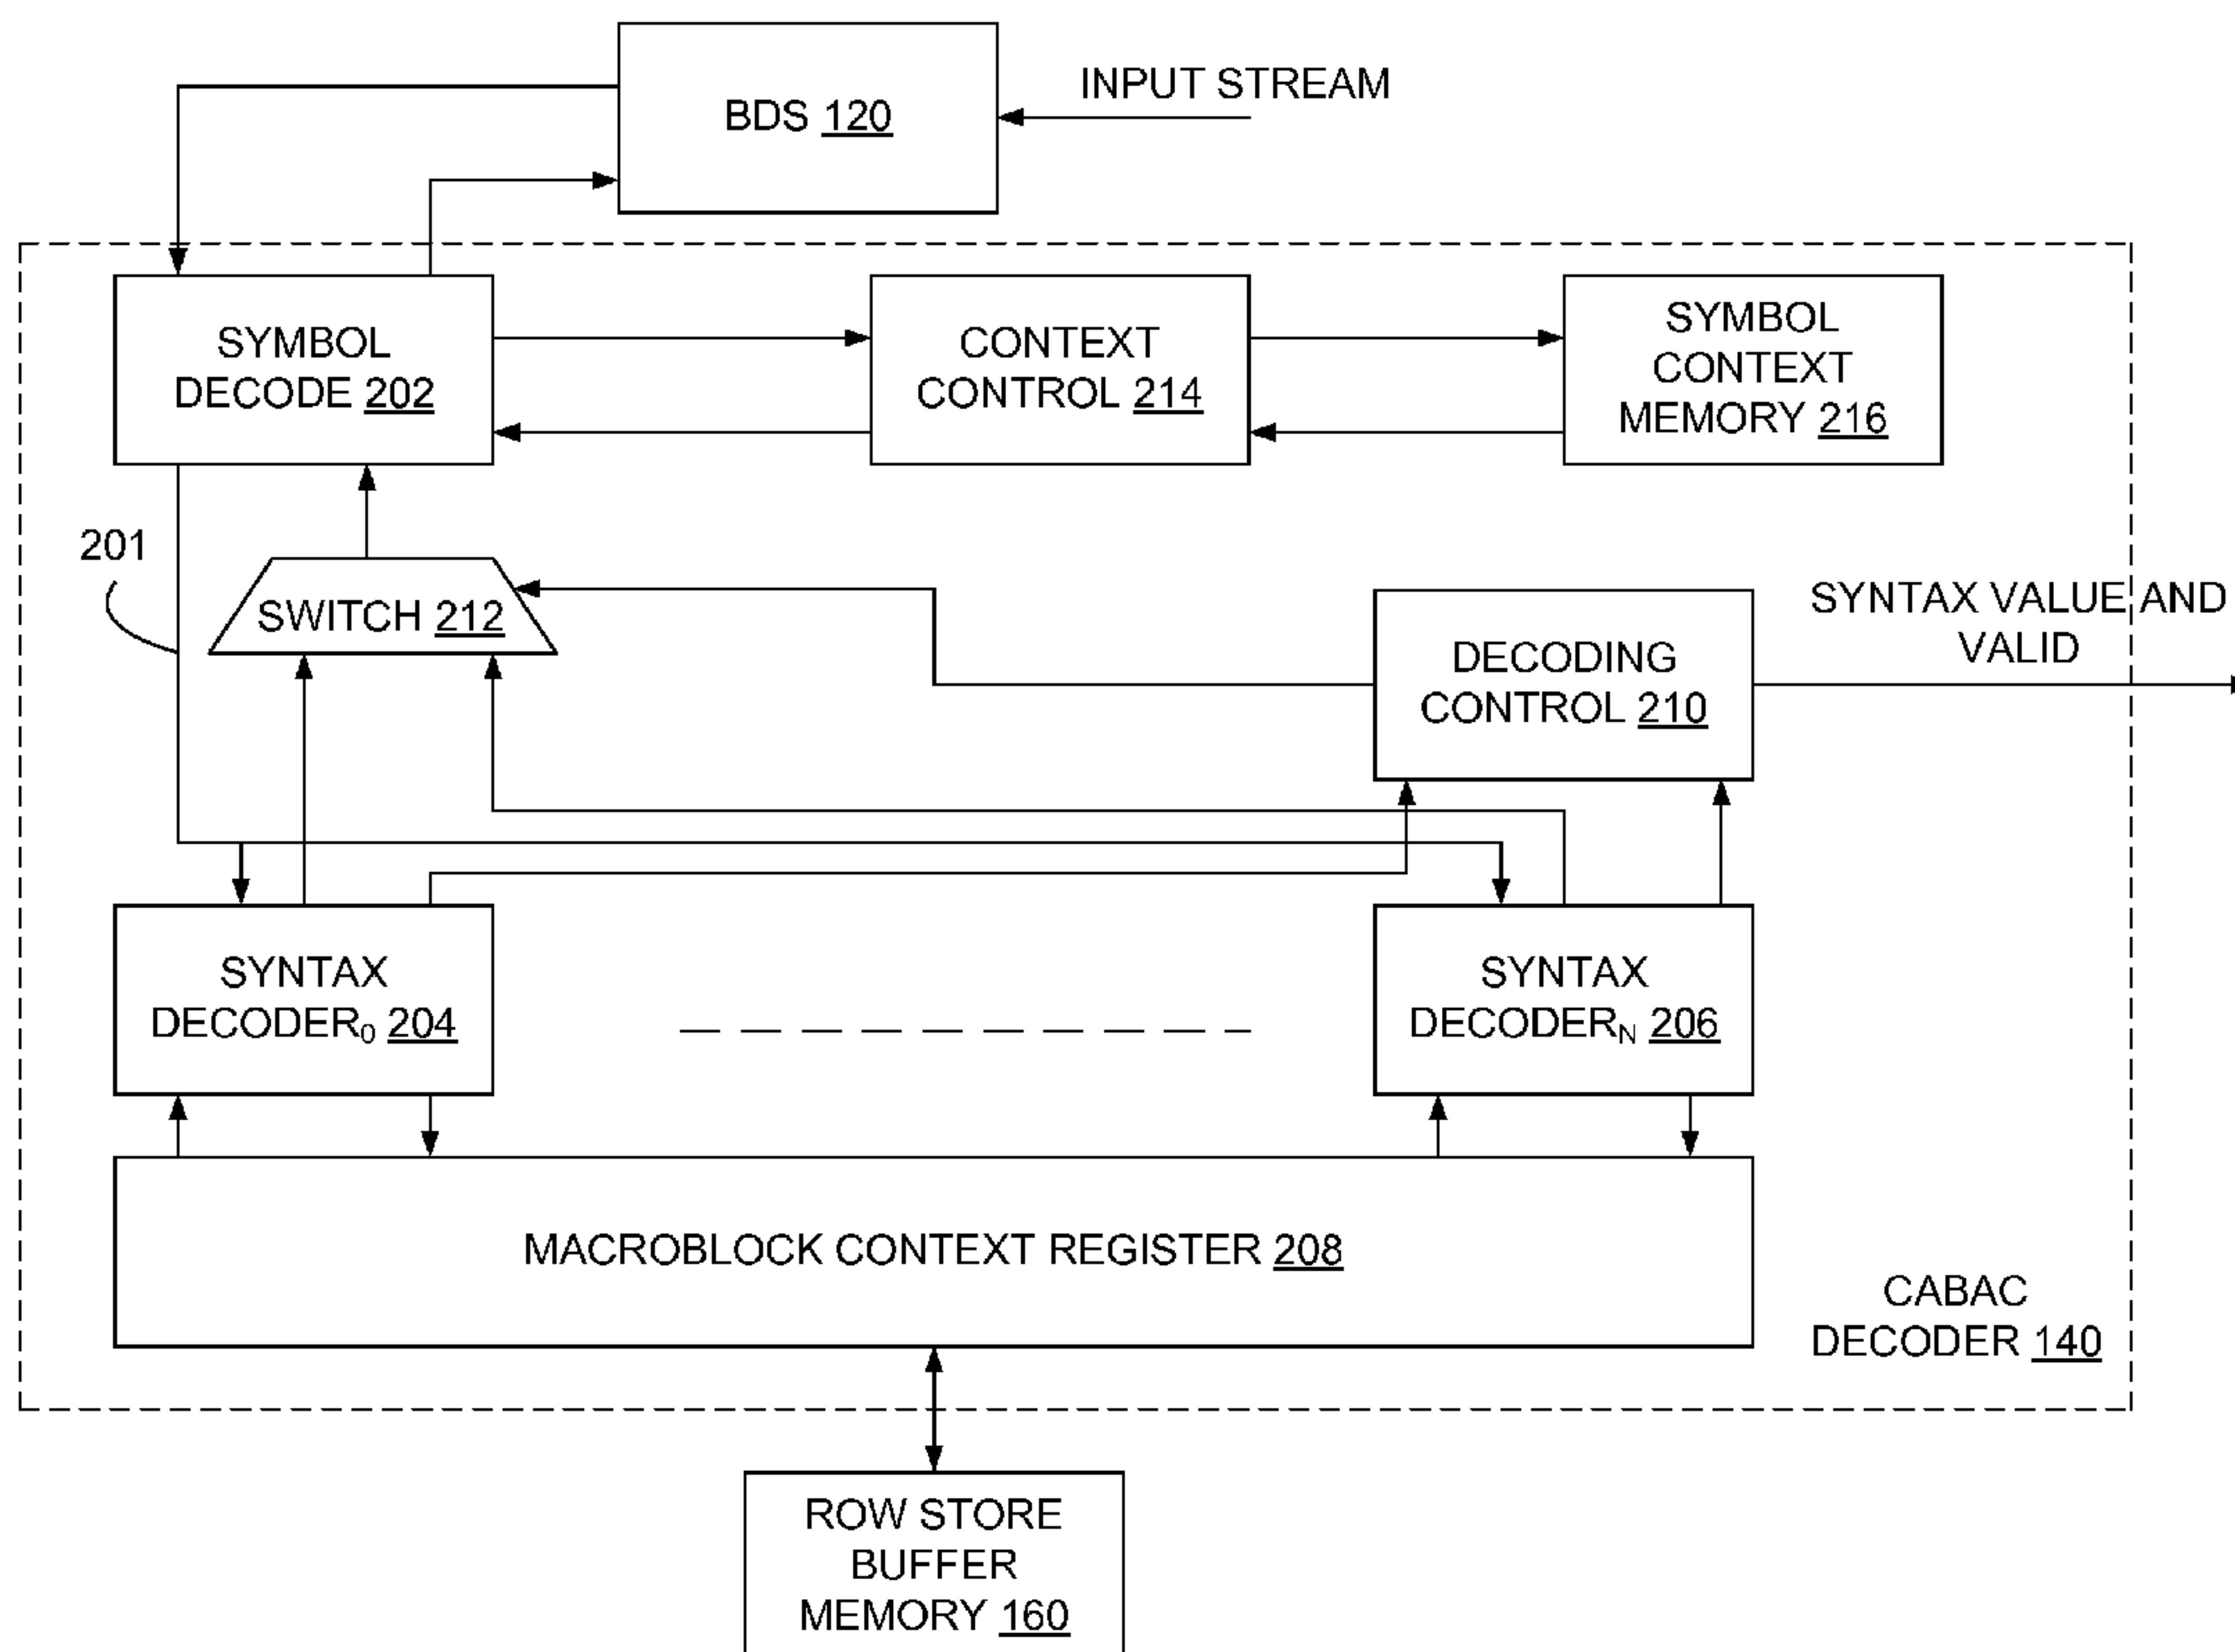 INPUT STREAM
BDS 120
SYMBOL
DECODE 202
CONTEXT
CONTROL 214
SYMBOL
CONTEXT
MEMORY 216
201
SWITCH 212
DECODING
CONTROL 210
SYNTAX VALUE AND
VALID
SYNTAX
DECODER₀ 204
SYNTAX
DECODERN 206
MACROBLOCK CONTEXT REGISTER 208
CABAC
DECODER 140
ROW STORE
BUFFER
MEMORY 160